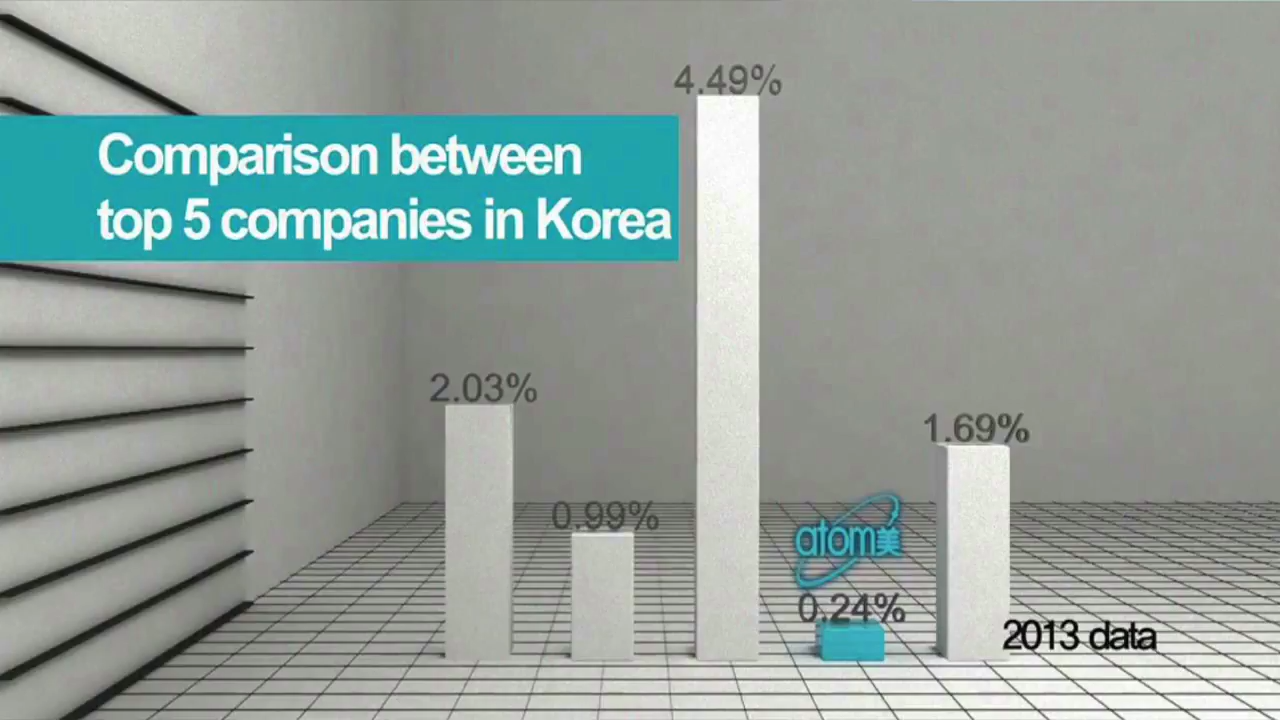 4.49%
Comparison between
top 5 companies in Korea
2.03%
1.69%
0.99%
atom美
0.24%
2013 data